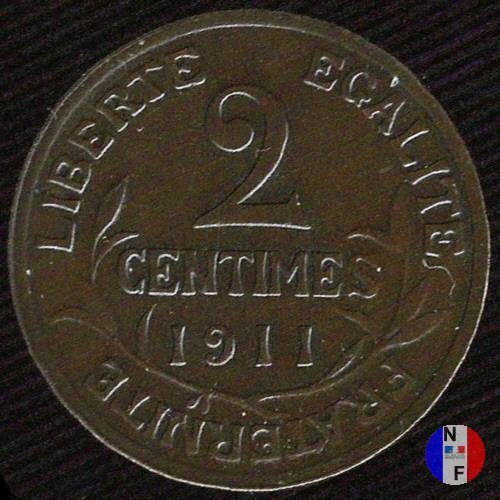 LIBERTE EGALITE
FRATERNITE
2
CENTIMES
1911
N
F